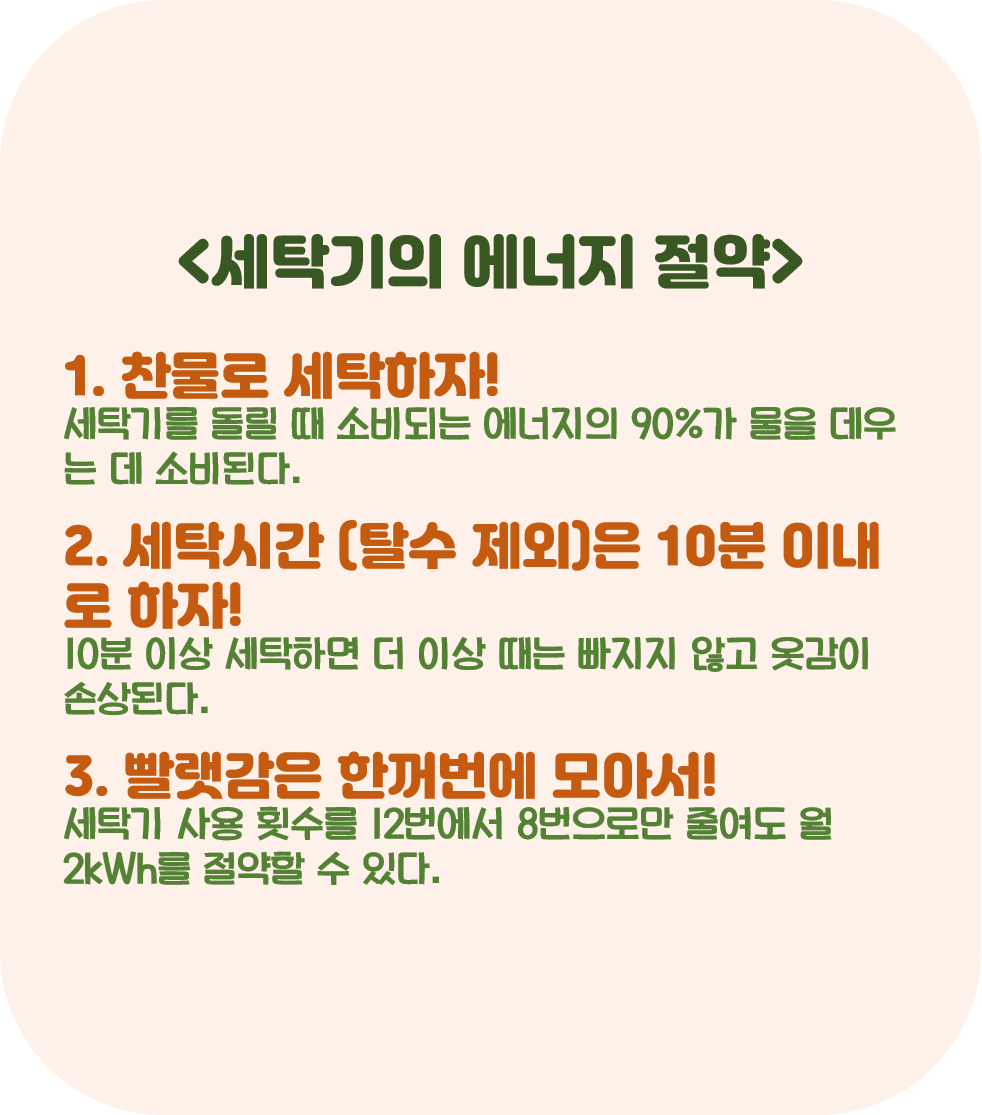 <세탁기의 에너지 절약>
1. 찬물로 세탁하자!
세탁기를 돌릴 때 소비되는 에너지의 90%가 물을 데우
는 데 소비된다.
2. 세탁시간 (탈수 제외)은 10분 이내
로 하자!
10분 이상 세탁하면 더 이상 때는 빠지지 않고 옷감이
손상된다.
3. 빨랫감은 한꺼번에 모아서!
세탁기 사용 횟수를 12번에서 8번으로만 줄여도 월
2kWh를 절약할 수 있다.